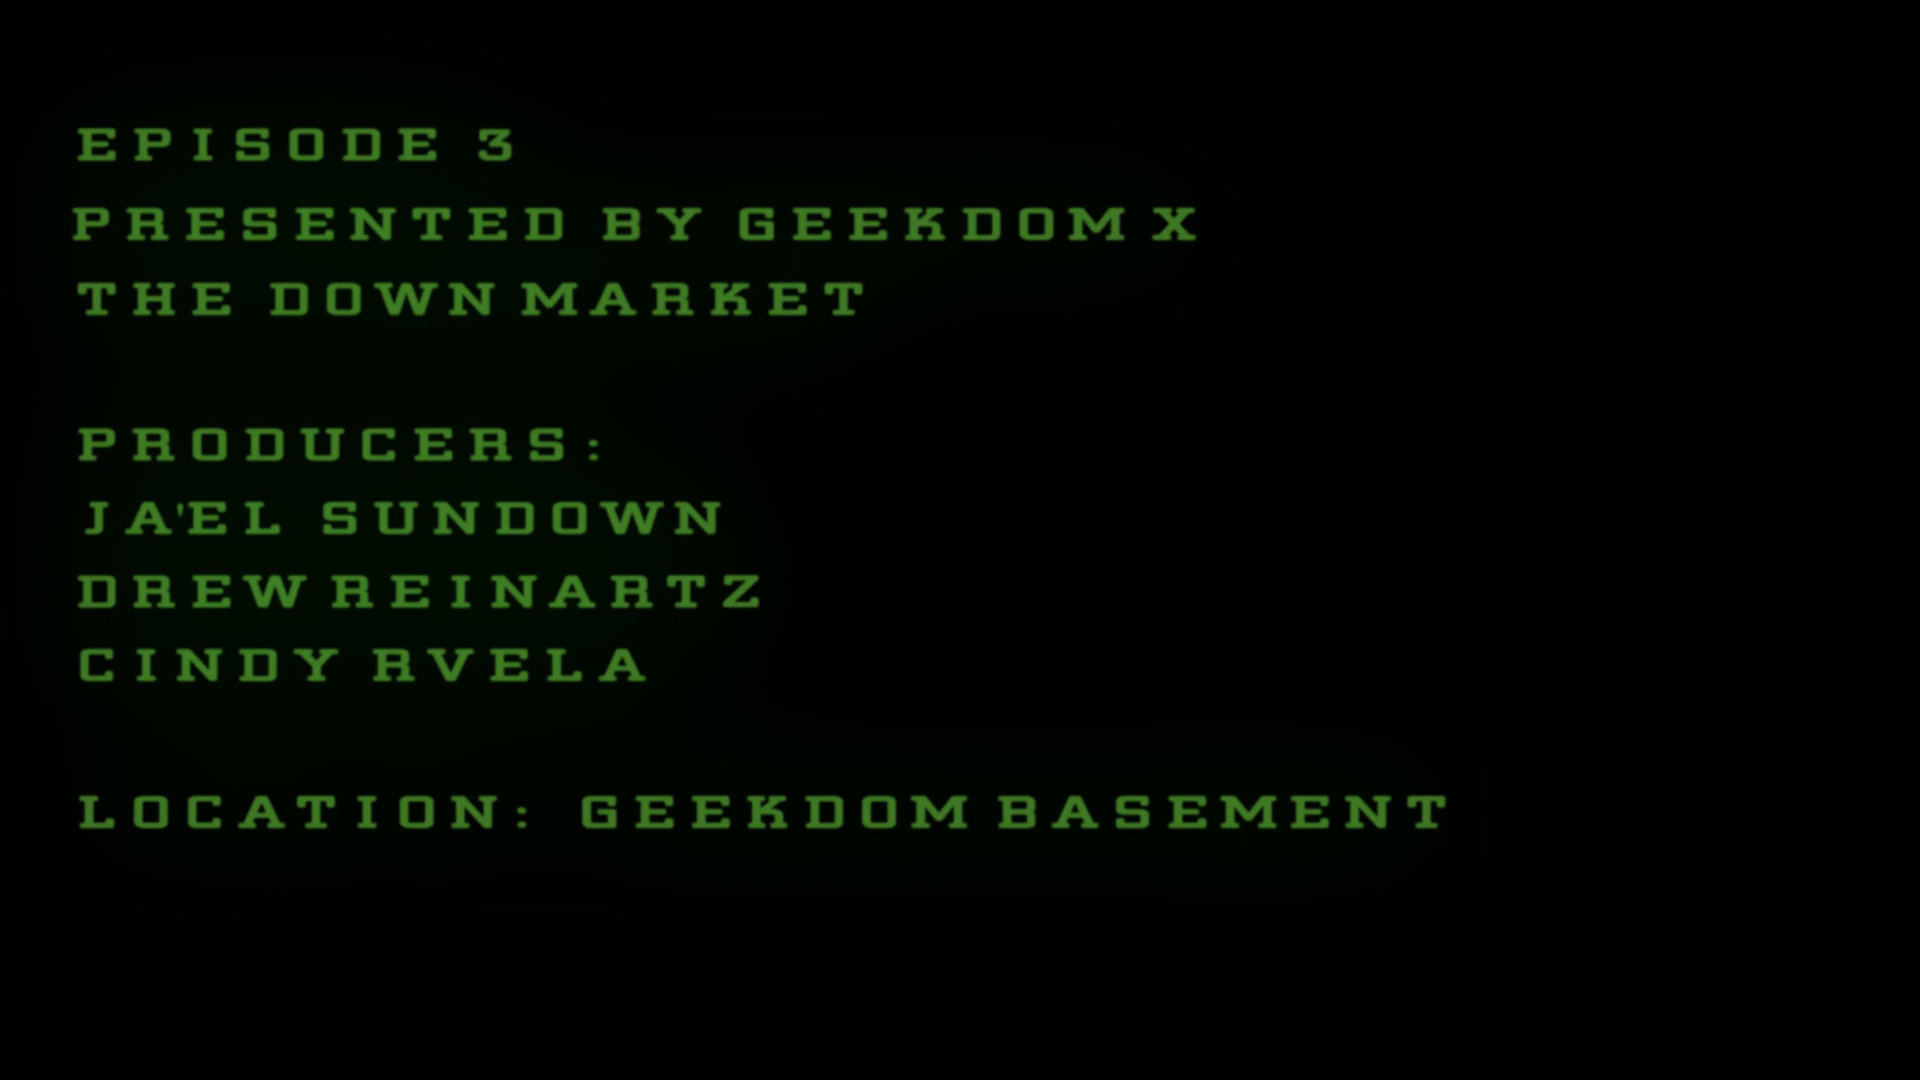 EPISODE 3
PRESENTED BY GEEKDOM X
THE DOWN MARKET
PRODUCERS:
JA'EL SUNDOWN
DREW REINARTZ
CINDY RVELA
LOCATION: GEEKDOM BASEMENT